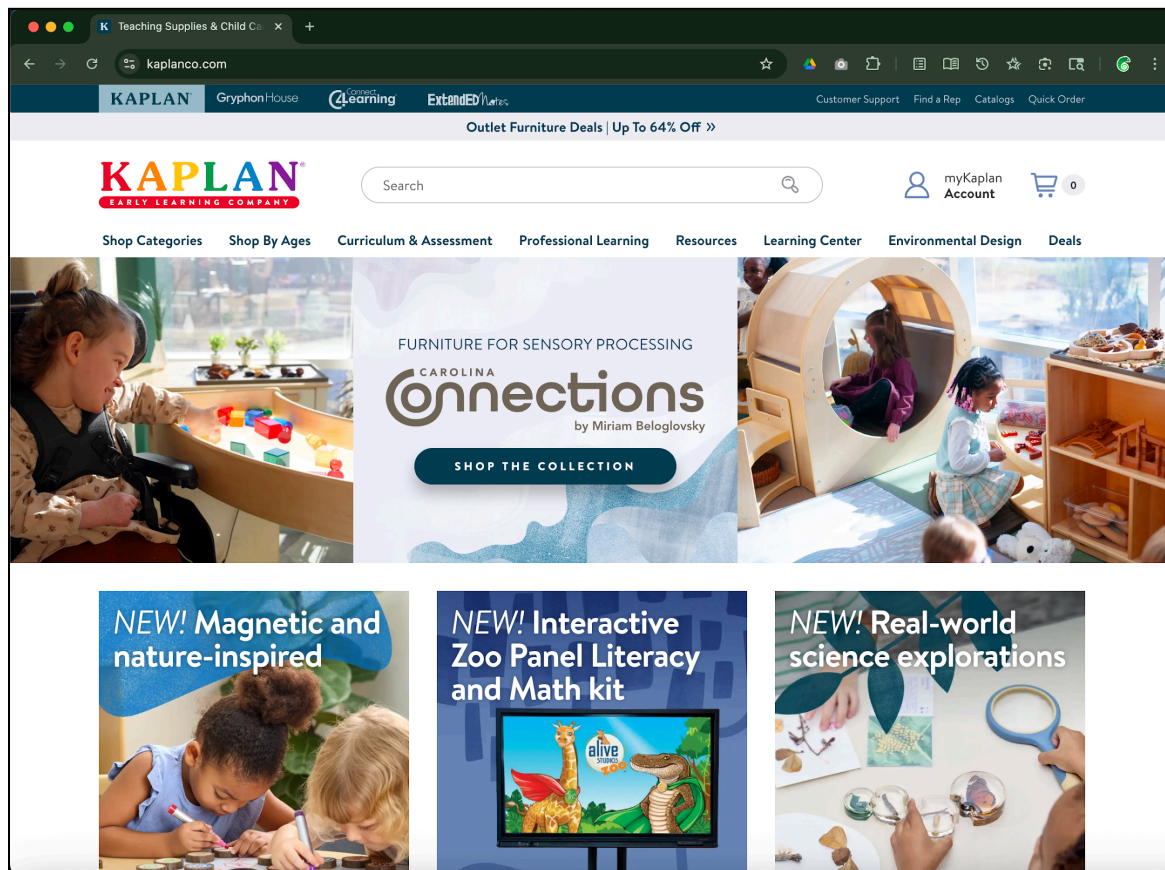 K Teaching Supplies & Child Ca
kaplanco.com
KAPLAN GryphonHouse Connect 4Learning ExtendED Notes Customer Support Find a Rep Catalogs Quick Order
Outlet Furniture Deals | Up To 64% Off »
KAPLAN®
EARLY LEARNING COMPANY
Search
myKaplan
Account
0
Shop Categories Shop By Ages Curriculum & Assessment Professional Learning Resources Learning Center Environmental Design Deals
FURNITURE FOR SENSORY PROCESSING
CAROLINA
Connections
by Miriam Beloglovsky
SHOP THE COLLECTION
NEW! Magnetic and
nature-inspired
NEW! Interactive
Zoo Panel Literacy
and Math kit
alive
STUDIOS
ZOO
NEW! Real-world
science explorations